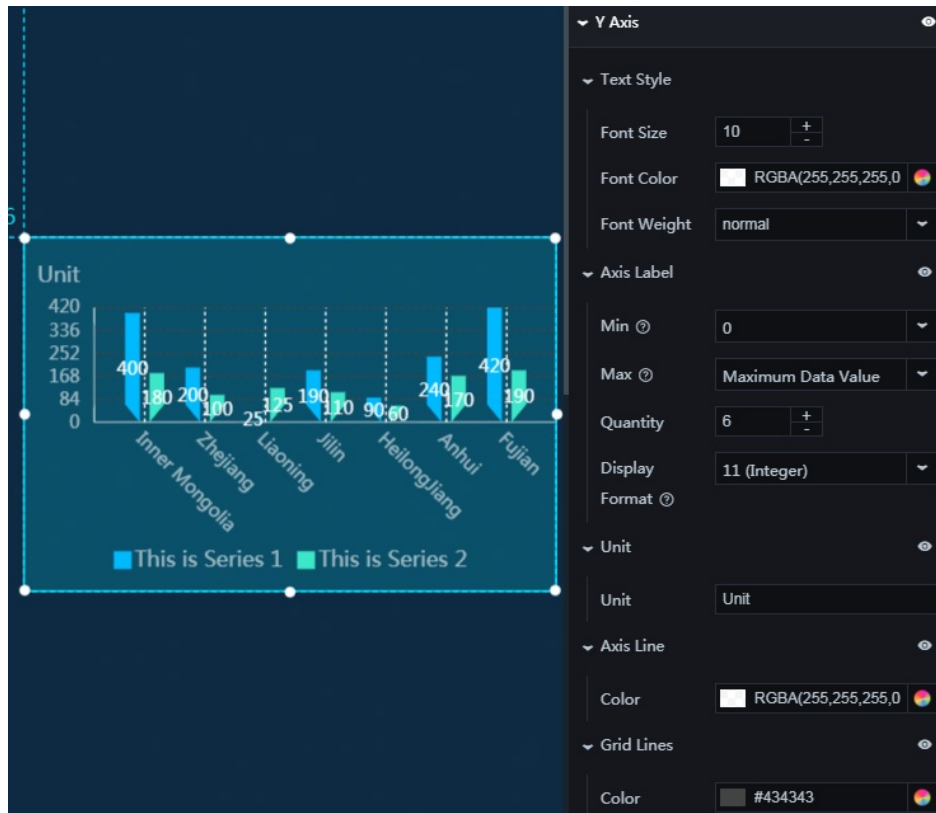 6
Unit
420
336
252
168
84
0
400
180
200
100
25
125
190
110
90
60
240
170
420
190
Inner Mongolia
Zhejiang
Liaoning
Jilin
HeilongJiang
Anhui
Fujian
This is Series 1
This is Series 2
Y Axis
Text Style
Font Size 10 + -
Font Color RGBA(255,255,255,0
Font Weight normal
Axis Label
Min ? 0
Max ? Maximum Data Value
Quantity 6 + -
Display 11 (Integer)
Format ?
Unit
Unit Unit
Axis Line
Color RGBA(255,255,255,0
Grid Lines
Color #434343